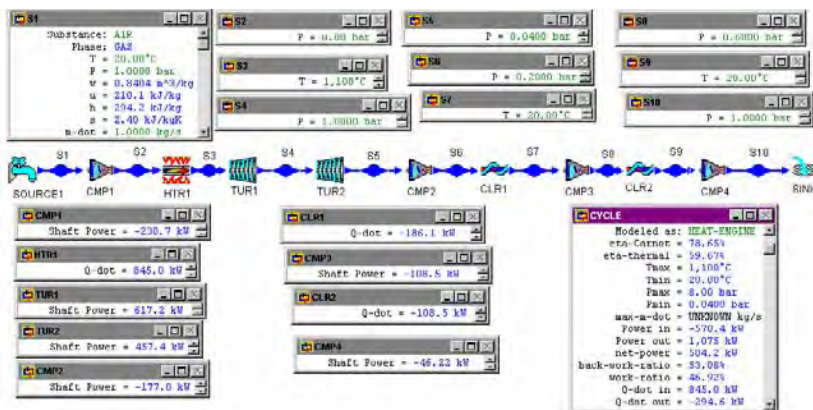 S1
Substance: AIR
Phase: GAS
T = 20.00°C
P = 1.0000 bar
v = 0.8404 m^3/kg
u = 210.1 kJ/kg
h = 294.2 kJ/kg
s = 2.40 kJ/kgK
m-dot = 1.0000 kg/s
S2
P = 8.00 bar
S3
T = 1,100°C
S4
P = 1.0000 bar
S5
P = 0.0400 bar
S6
P = 0.2000 bar
S7
T = 20.00°C
S8
P = 0.6000 bar
S9
T = 20.00°C
S10
P = 1.0000 bar
S1 S2 S3 S4 S5 S6 S7 S8 S9 S10
SOURCE1 CMP1 HTR1 TUR1 TUR2 CMP2 CLR1 CMP3 CLR2 CMP4 SINK
CMP1
Shaft Power = -238.7 kW
HTR1
Q-dot = 845.0 kW
TUR1
Shaft Power = 617.2 kW
TUR2
Shaft Power = 457.4 kW
CMP2
Shaft Power = -177.0 kW
CLR1
Q-dot = -186.1 kW
CMP3
Shaft Power = -108.5 kW
CLR2
Q-dot = -108.5 kW
CMP4
Shaft Power = -46.22 kW
CYCLE
Modeled as: HEAT-ENGINE
eta-Carnot = 78.65%
eta-thermal = 59.67%
Tmax = 1,100°C
Tmin = 20.00°C
Pmax = 8.00 bar
Pmin = 0.0400 bar
max-m-dot = UNKNOWN kg/s
Power in = -570.4 kW
Power out = 1,075 kW
net-power = 504.2 kW
back-work-ratio = 53.08%
work-ratio = 46.92%
Q-dot in = 845.0 kW
Q-dot out = -294.6 kW